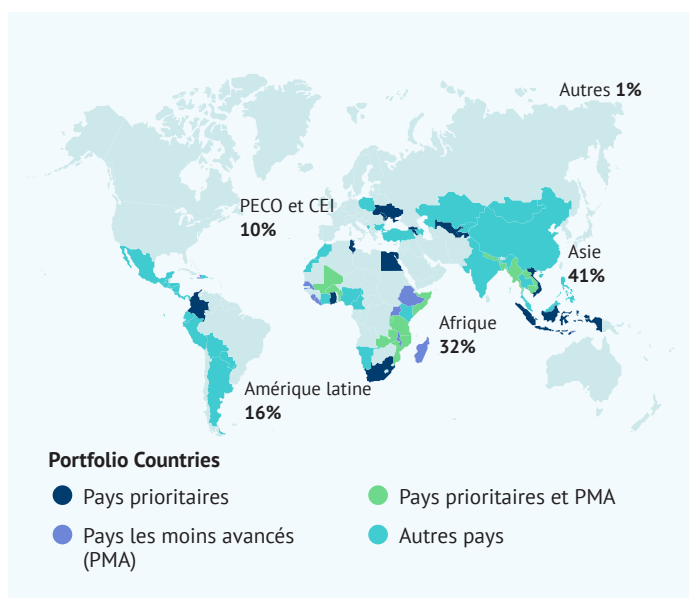 Autres 1%
PECO et CEI
10%
Asie
41%
Afrique
32%
Amérique latine
16%
Portfolio Countries
Pays prioritaires
Pays prioritaires et PMA
Pays les moins avancés
(PMA)
Autres pays